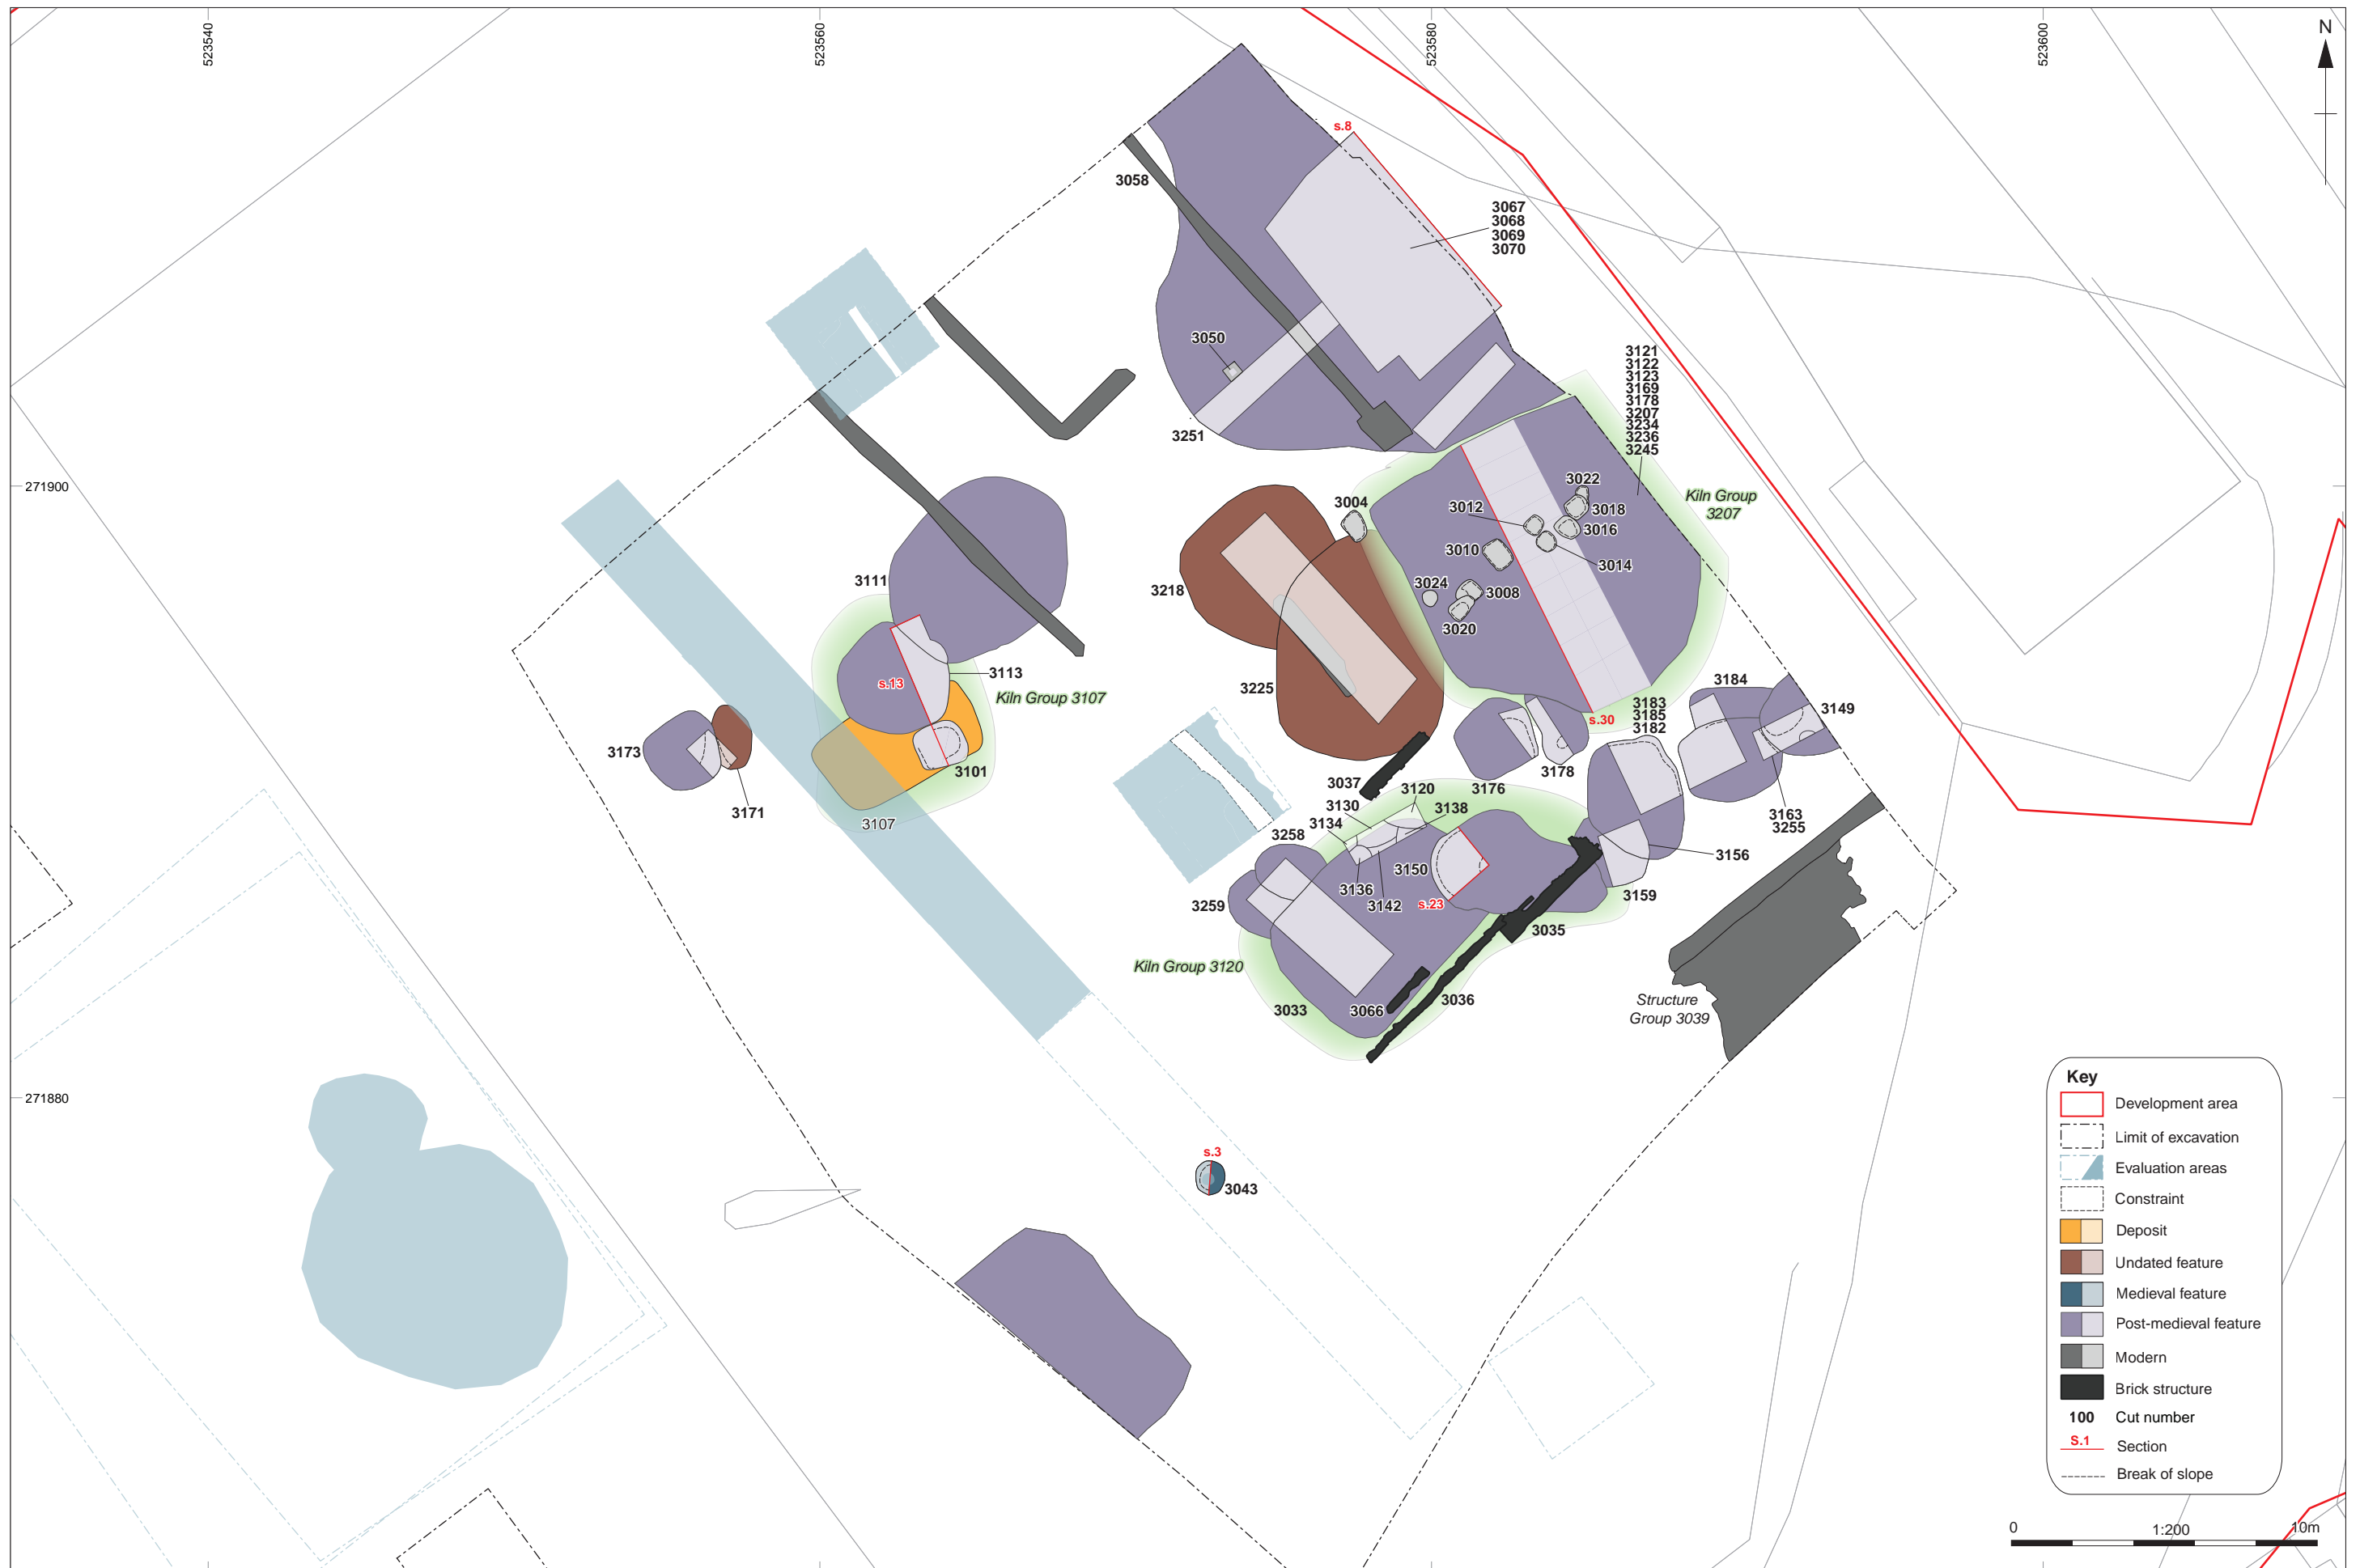 523540
523560
523580
523600
N
s.8
3058
3067
3068
3069
3070
3050
3251
3121
3122
3123
3169
3178
3207
3234
3236
3245
271900
3022
Kiln Group
3207
3004
3012
3018
3016
3010
3014
3111
3218
3024
3008
3020
3113
s.13
Kiln Group 3107
3225
3184
3183
3185
3182
3149
s.30
3173
3101
3178
3037
3176
3120
3171
3130
3138
3163
3255
3107
3134
3258
3156
3150
3136
3142
s.23
3159
3259
3035
Kiln Group 3120
3036
3033
3066
Structure
Group 3039
271880
s.3
3043
Key
Development area
Limit of excavation
Evaluation areas
Constraint
Deposit
Undated feature
Medieval feature
Post-medieval feature
Modern
Brick structure
100 Cut number
S.1 Section
Break of slope
0 1:200 10m